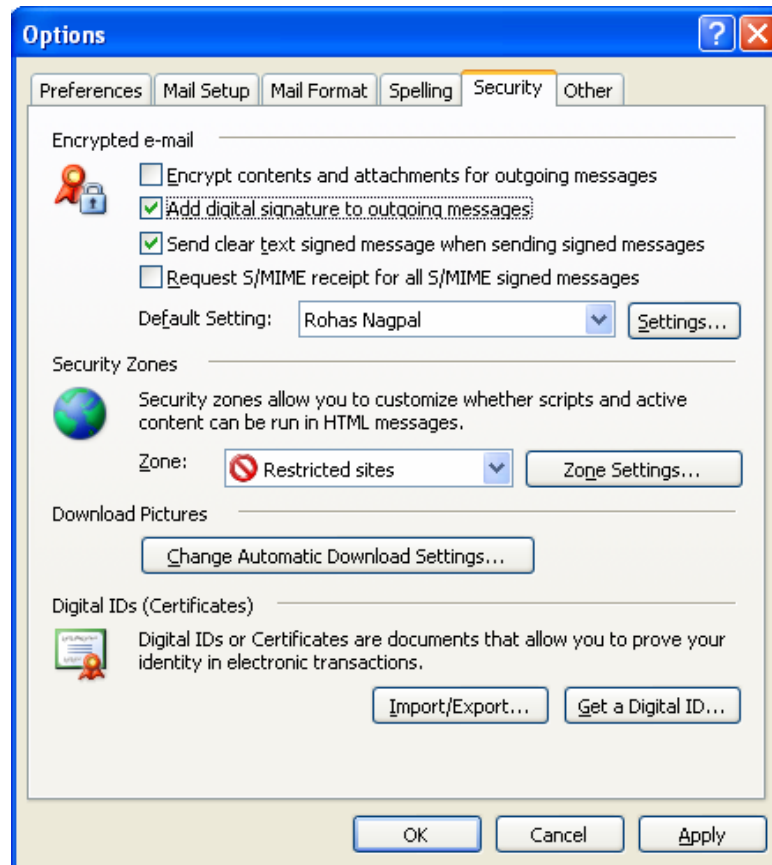 Options
Preferences Mail Setup Mail Format Spelling Security Other
Encrypted e-mail
Encrypt contents and attachments for outgoing messages
Add digital signature to outgoing messages
Send clear text signed message when sending signed messages
Request S/MIME receipt for all S/MIME signed messages
Default Setting: Rohas Nagpal Settings...
Security Zones
Security zones allow you to customize whether scripts and active
content can be run in HTML messages.
Zone: Restricted sites Zone Settings...
Download Pictures
Change Automatic Download Settings...
Digital IDs (Certificates)
Digital IDs or Certificates are documents that allow you to prove your
identity in electronic transactions.
Import/Export... Get a Digital ID...
OK Cancel Apply